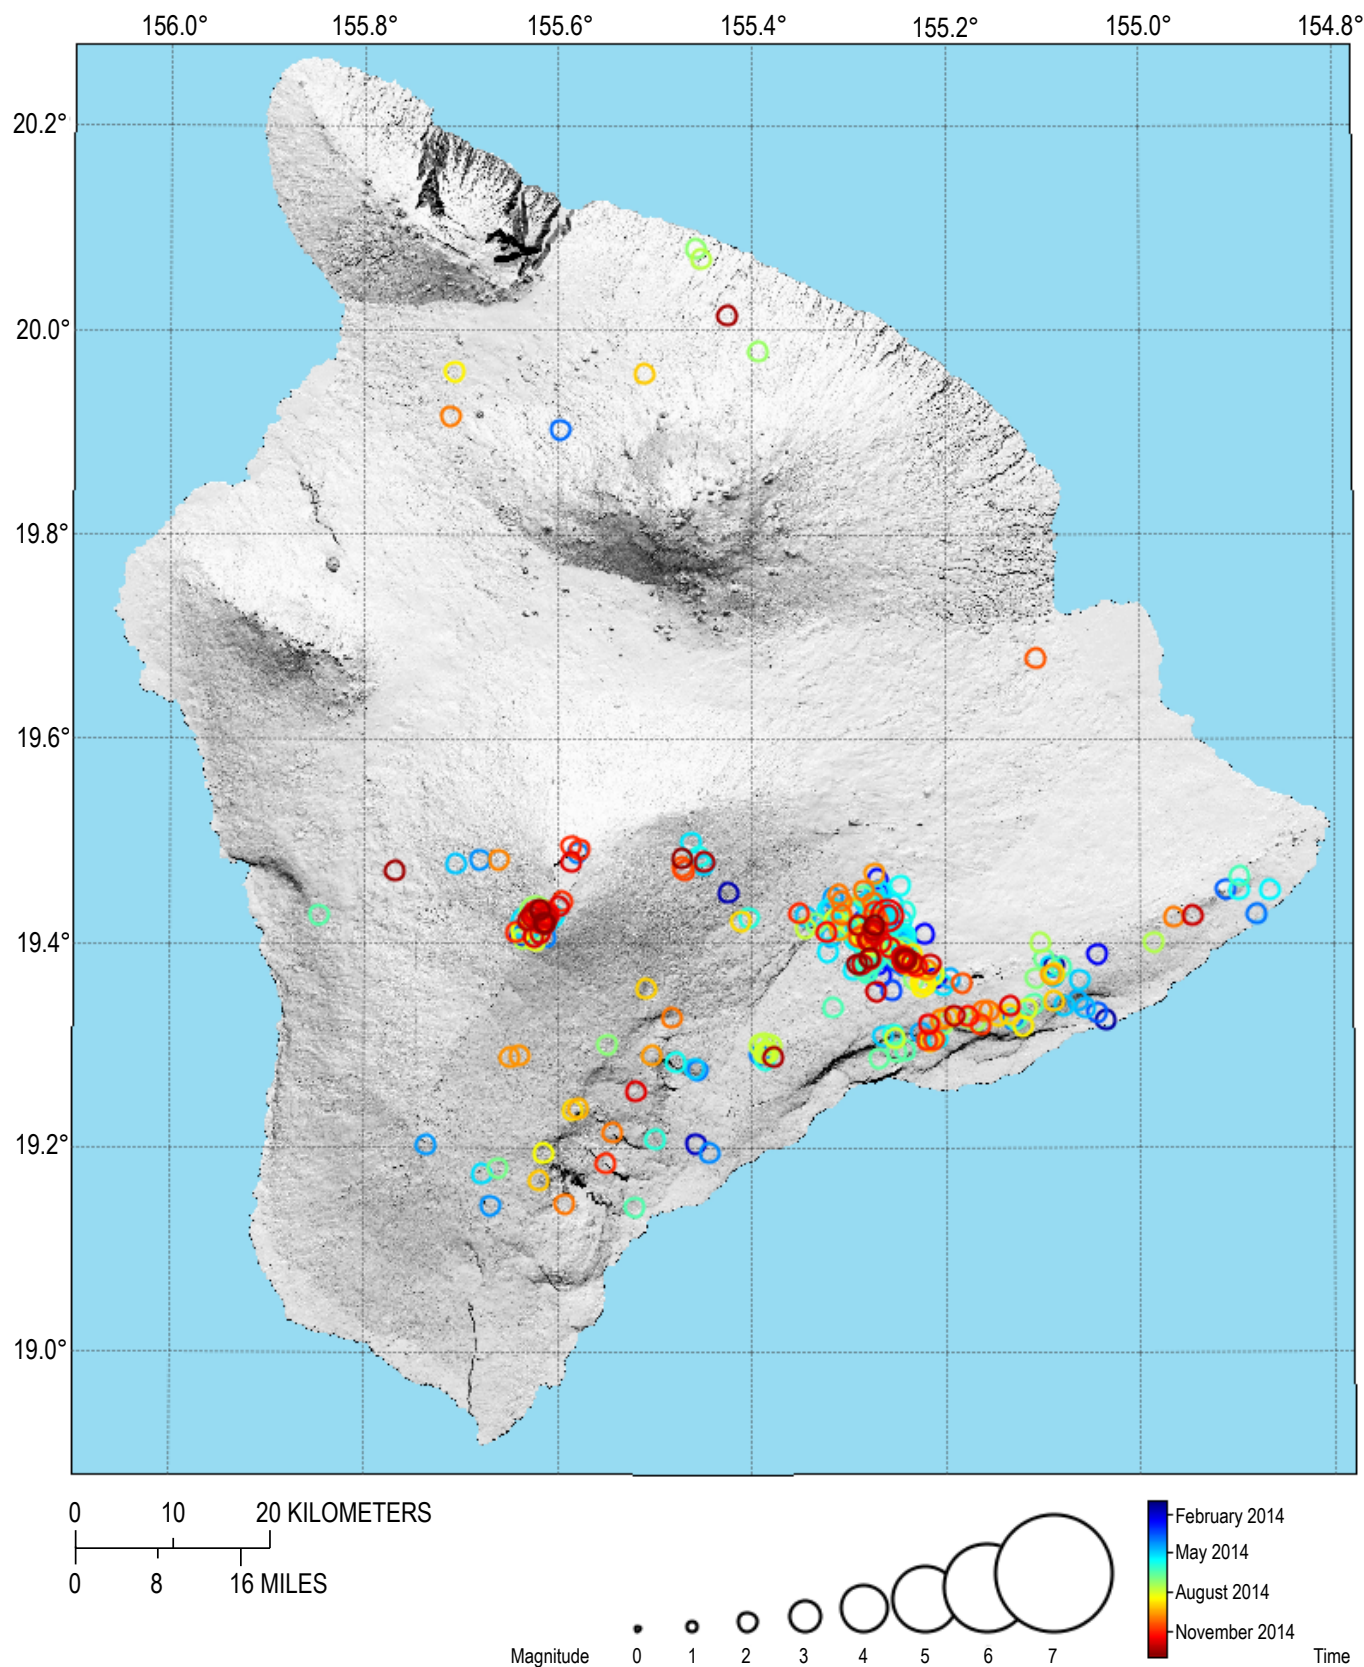 156.0° 155.8° 155.6° 155.4° 155.2° 155.0° 154.8°
20.2°
20.0°
19.8°
19.6°
19.4°
19.2°
19.0°
0 10 20 KILOMETERS
0 8 16 MILES
Magnitude 0 1 2 3 4 5 6 7
February 2014
May 2014
August 2014
November 2014
Time